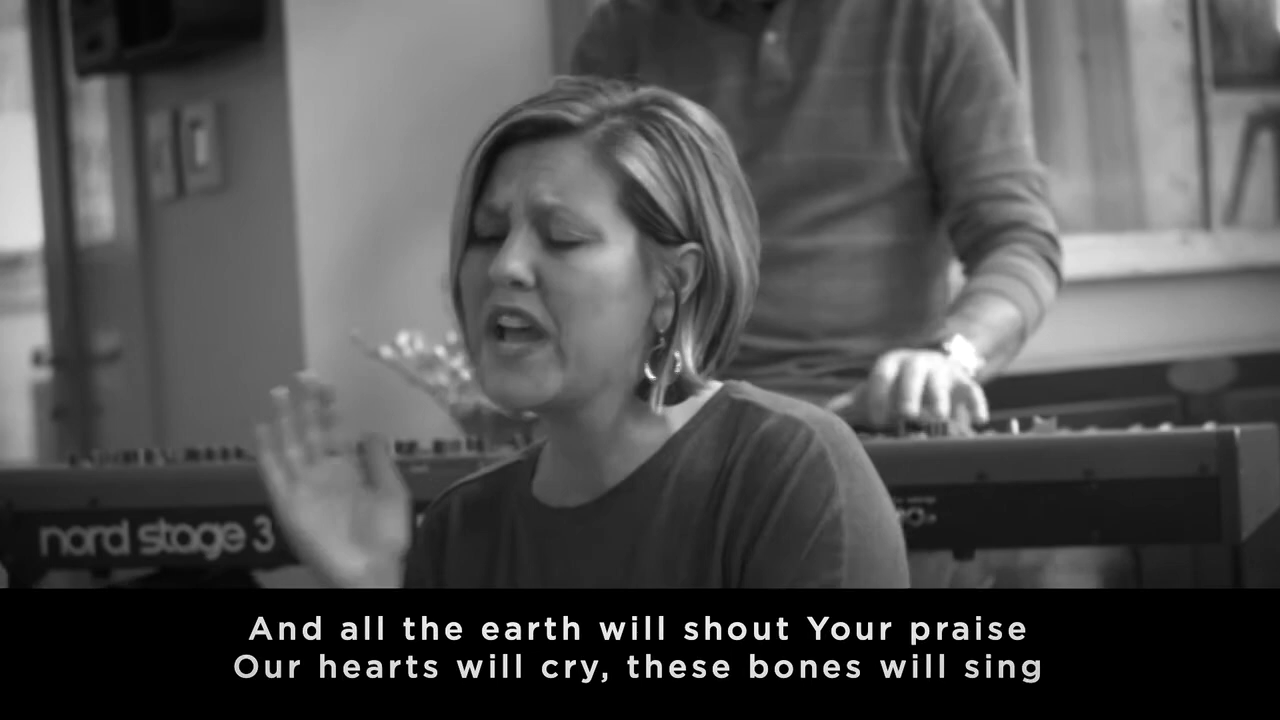 nord stage 3
And all the earth will shout Your praise
Our hearts will cry, these bones will sing